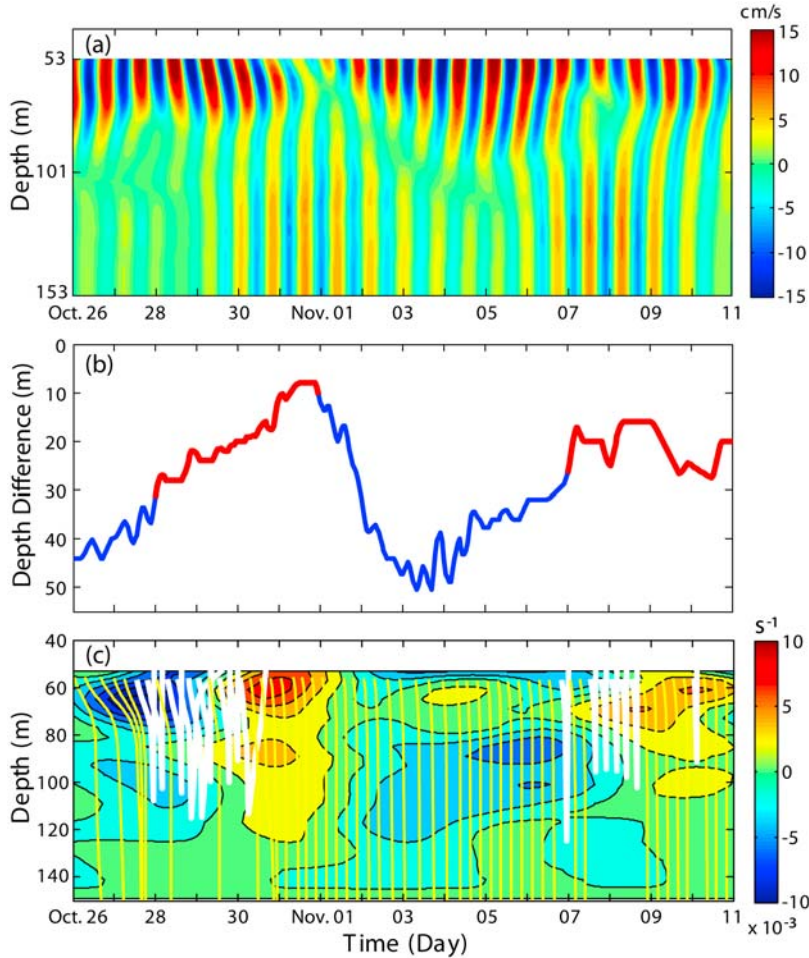 cm/s
(a)
53
101
153
Depth (m)
15
10
5
0
-5
-10
-15
Oct. 26 28 30 Nov. 01 03 05 07 09 11
(b)
0
10
20
30
40
50
Depth Difference (m)
S-1
(c)
40
60
80
100
120
140
Depth (m)
10
5
0
-5
-10
x 10-3
Oct. 26 28 30 Nov. 01 03 05 07 09 11
Time (Day)